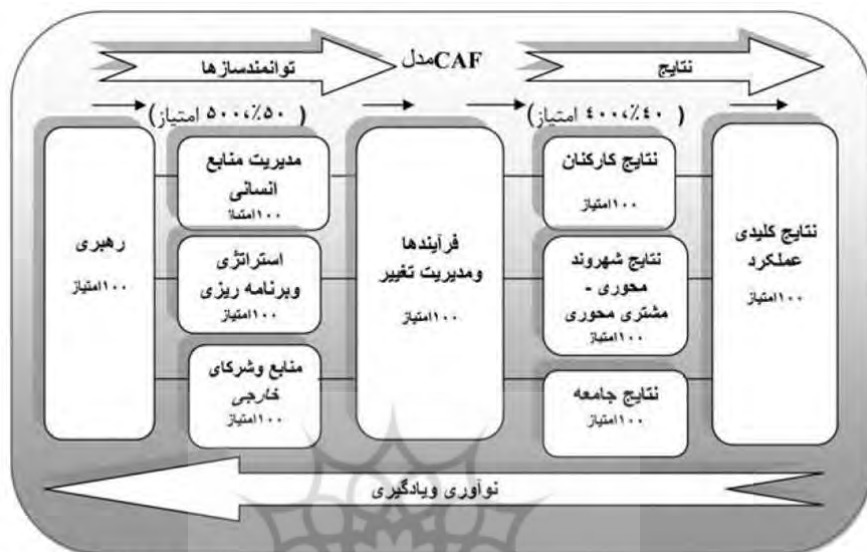 توانمندسازها
مدلCAF
نتایج
(۵۰٪،۵۰۰ امتیاز)
(۴۰٪،۴۰۰ امتیاز)
رهبری
۱۰۰امتیاز
مدیریت منابع
انسانی
۱۰۰امتیاز
استراتژی
وبرنامه ریزی
۱۰۰امتیاز
منابع وشرکای
خارجی
۱۰۰امتیاز
فرآیندها
ومدیریت تغییر
۱۰۰امتیاز
نتایج کارکنان
۱۰۰امتیاز
نتایج شهروند
محوری -
مشتری محوری
۱۰۰امتیاز
نتایج جامعه
۱۰۰امتیاز
نتایج کلیدی
عملکرد
۱۰۰امتیاز
نوآوری ویادگیری